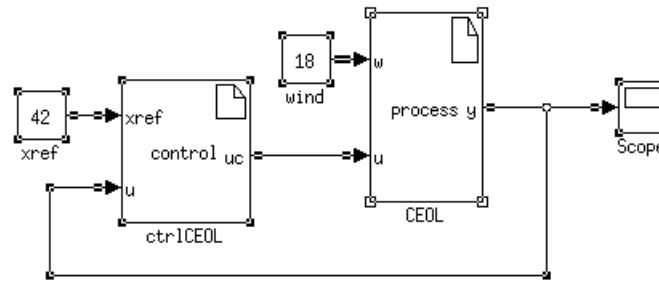 42
xref
xref
control
uc
u
ctrlCEOL
18
wind
w
process y
u
CEOL
Scope